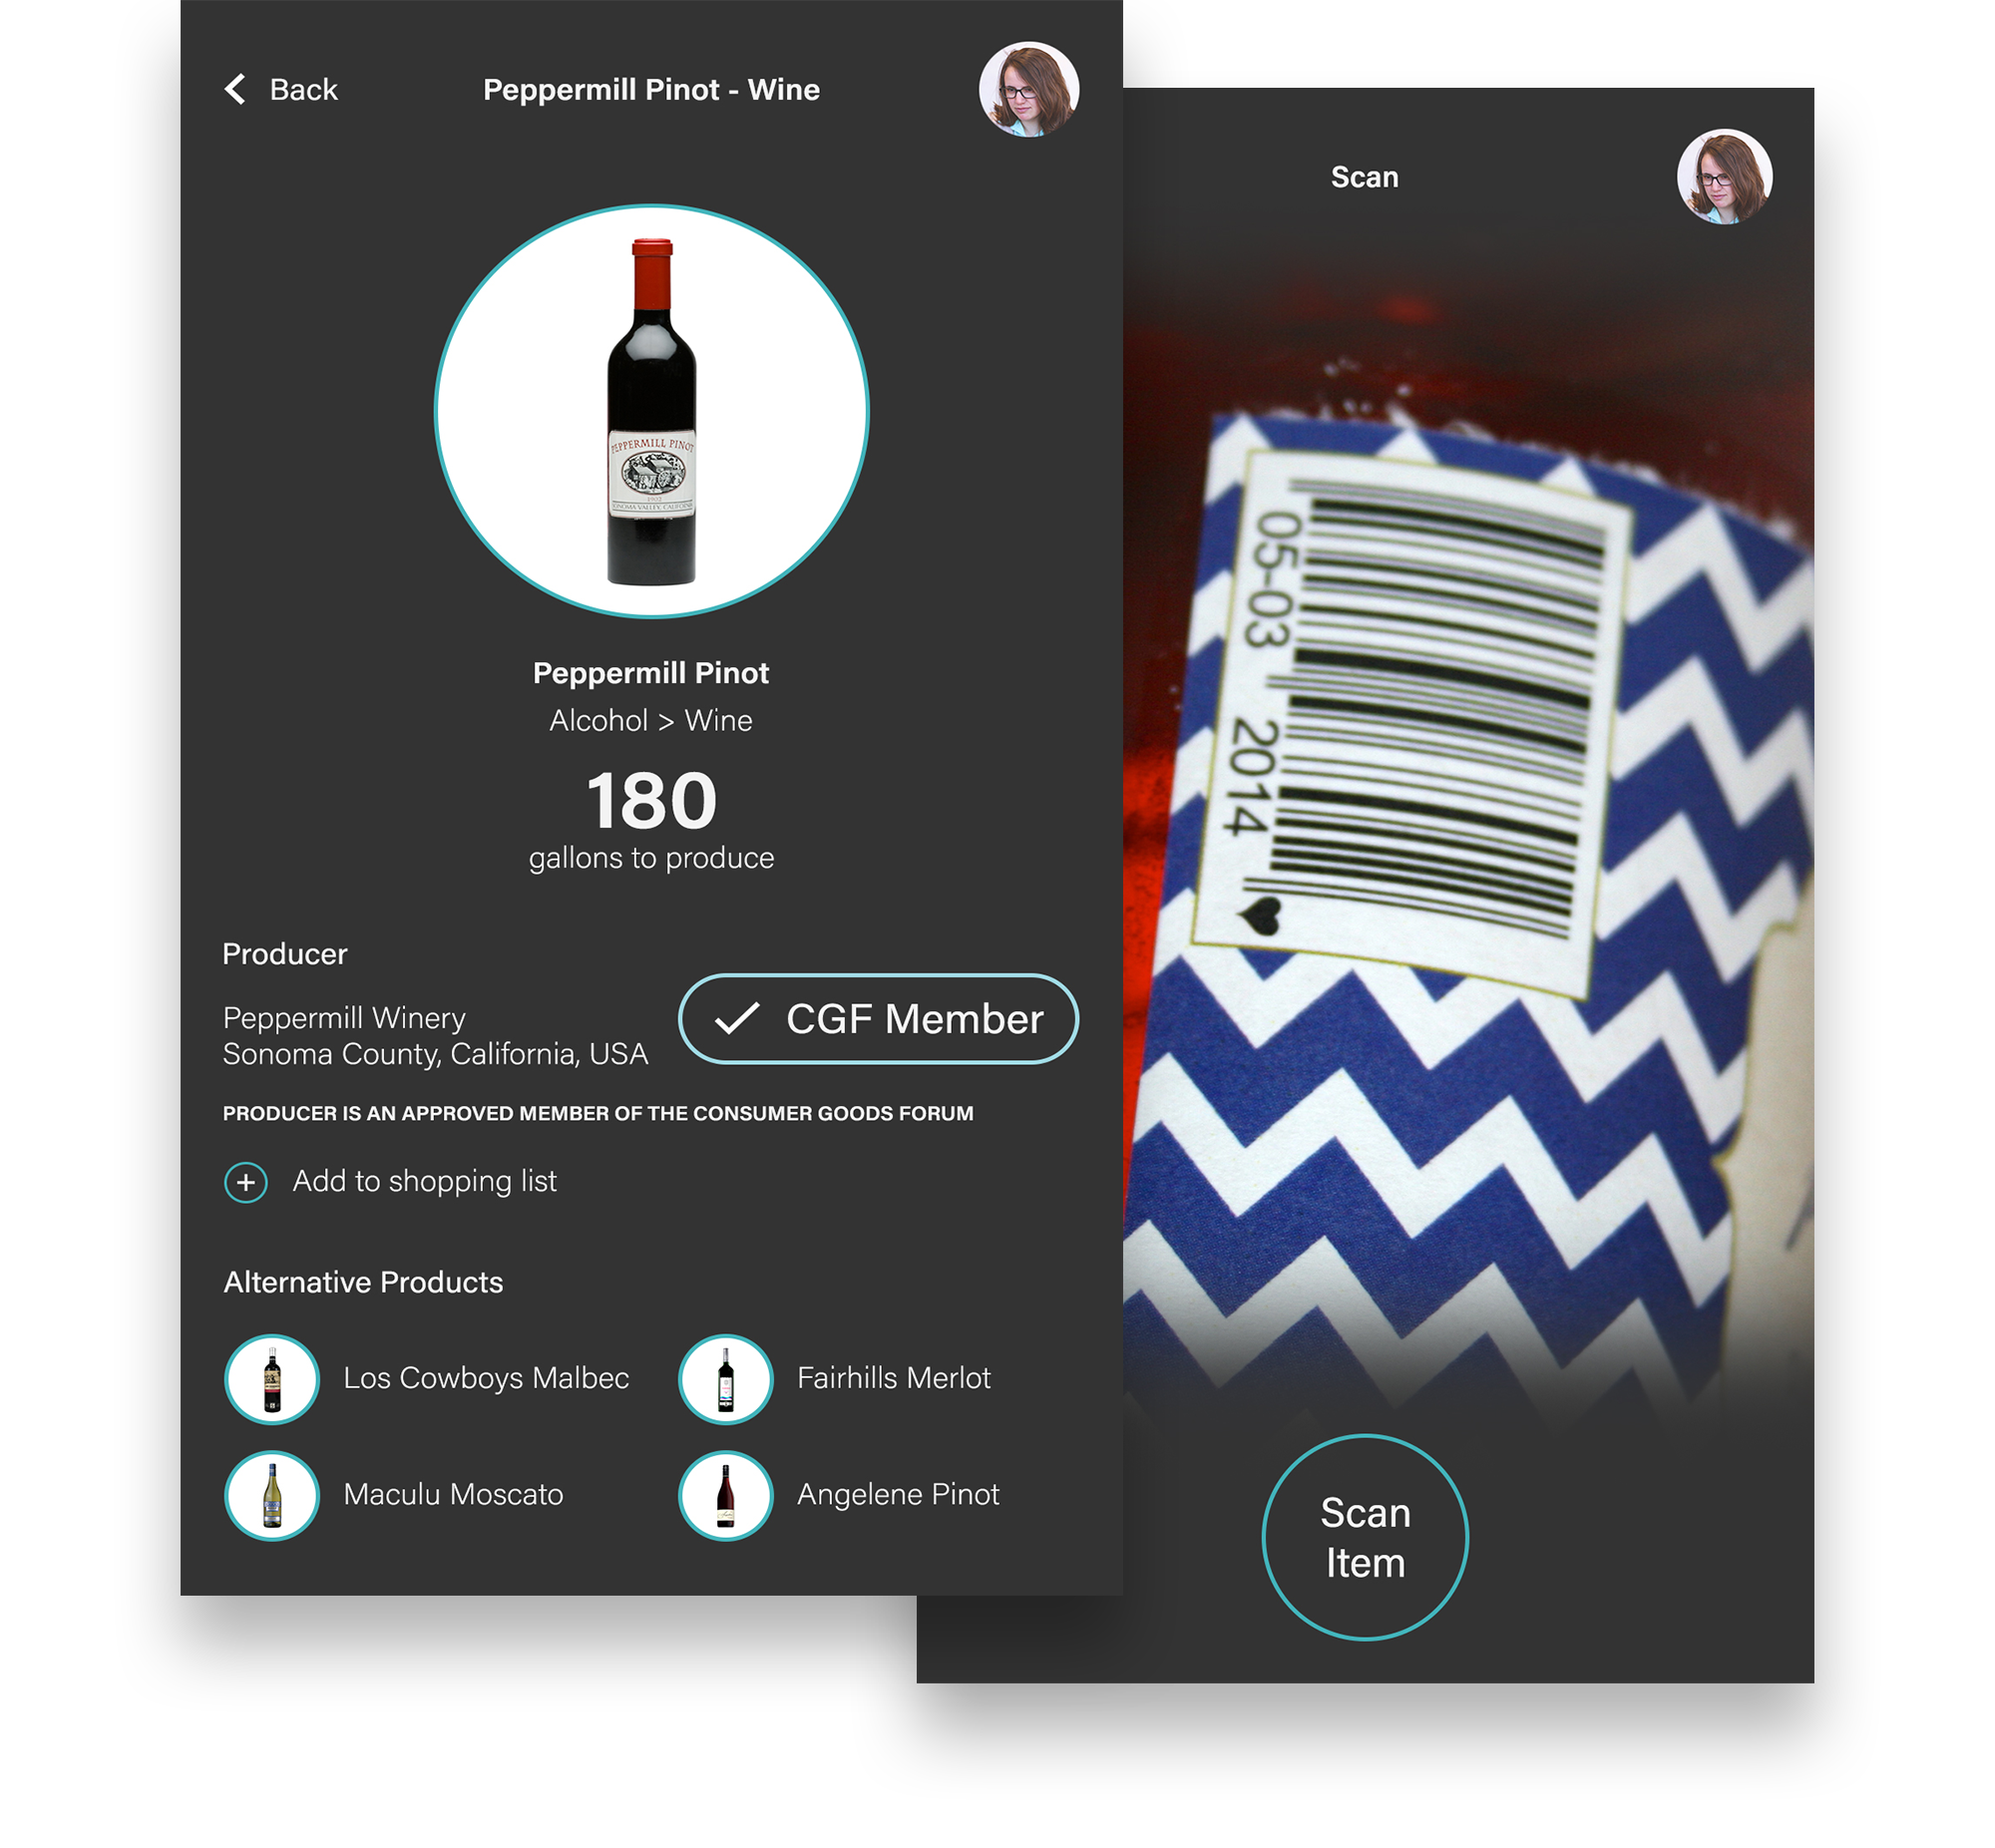 Back
Peppermill Pinot - Wine
PEPPERMILL PINOT
1902
SONOMA VALLEY, CALIFORNIA
Peppermill Pinot
Alcohol > Wine
180
gallons to produce
Producer
Peppermill Winery
Sonoma County, California, USA
CGF Member
PRODUCER IS AN APPROVED MEMBER OF THE CONSUMER GOODS FORUM
Add to shopping list
Alternative Products
Los Cowboys Malbec
Fairhills Merlot
Maculu Moscato
Angelene Pinot
Scan
05-03 2014
Scan
Item